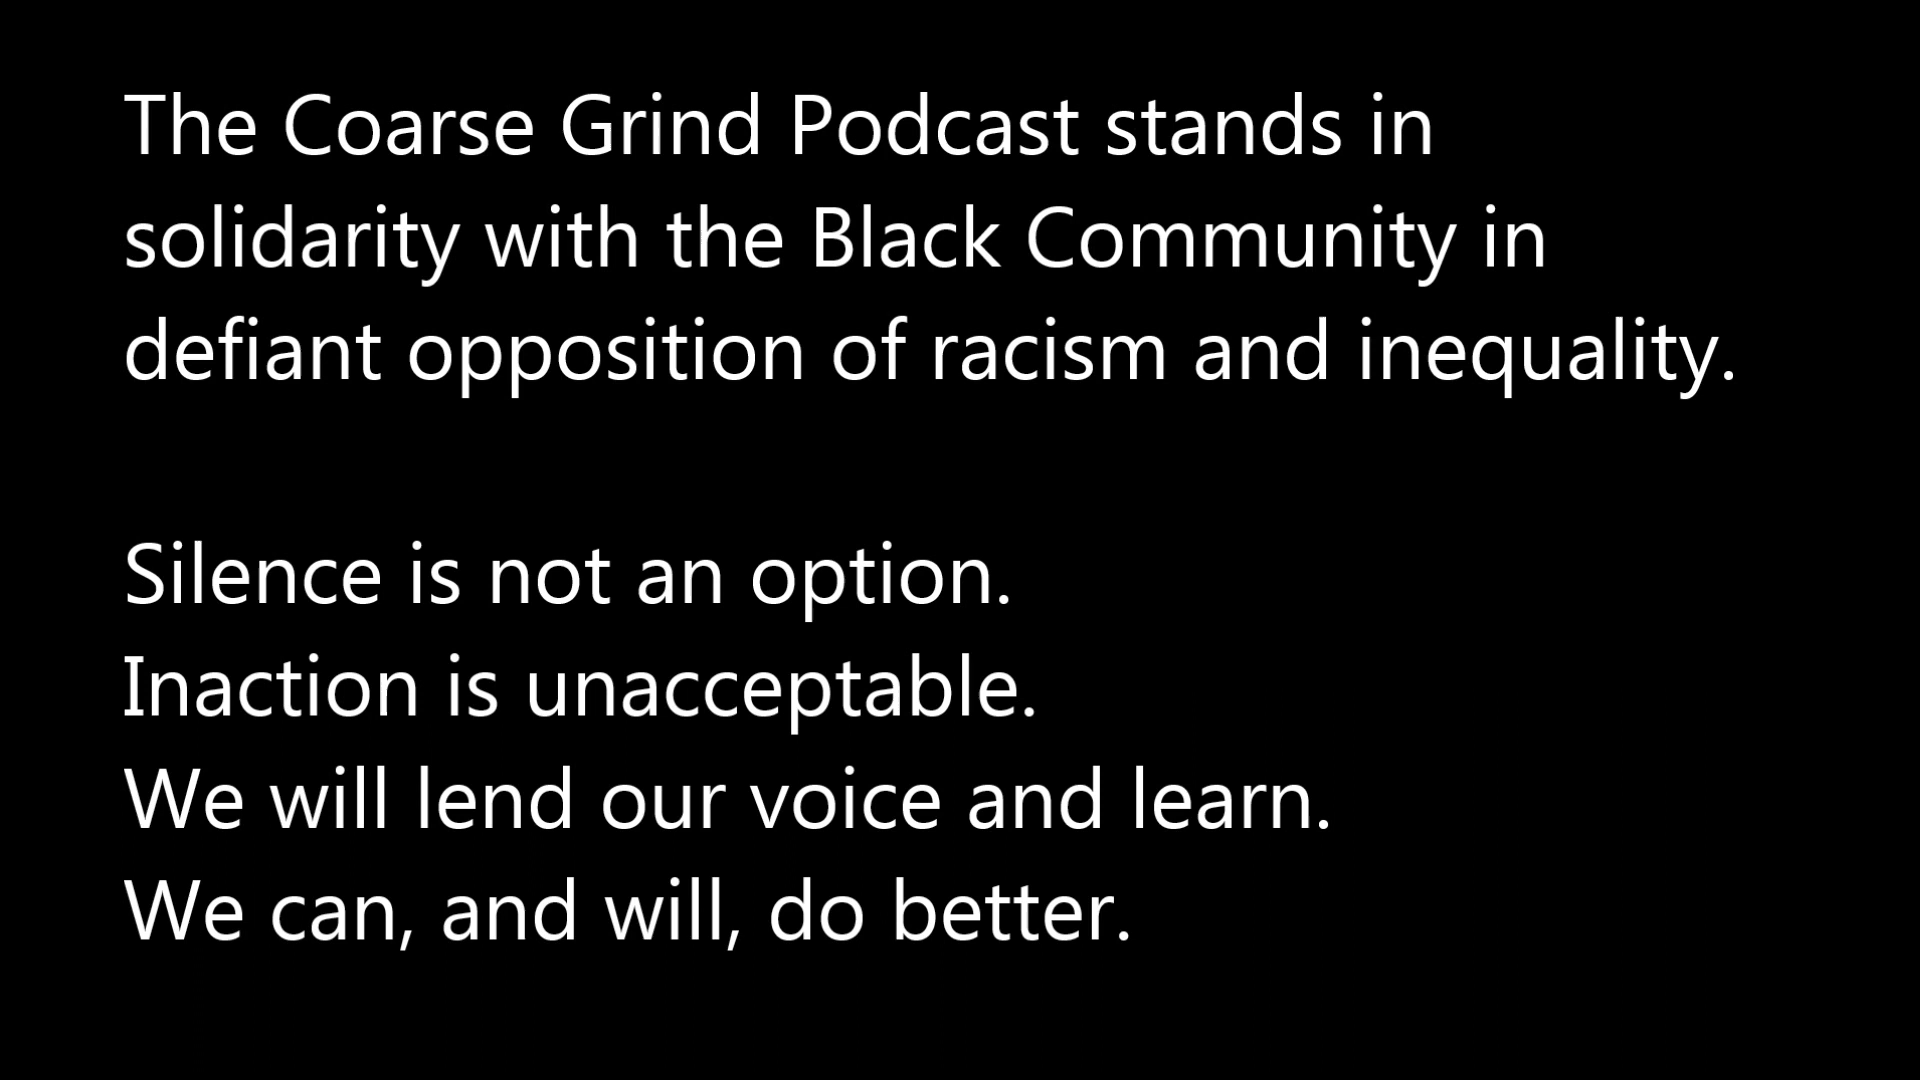 The Coarse Grind Podcast stands in
solidarity with the Black Community in
defiant opposition of racism and inequality.
Silence is not an option.
Inaction is unacceptable.
We will lend our voice and learn.
We can, and will, do better.